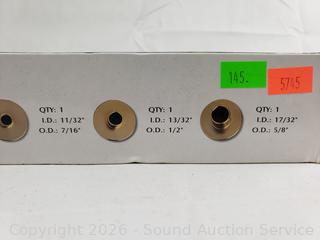 145.
5745
QTY: 1
I.D.: 11/32"
O.D.: 7/16"
QTY: 1
I.D.: 13/32"
O.D.: 1/2"
QTY: 1
I.D.: 17/32"
O.D.: 5/8"
Copyright 2026 - Sound Auction Service